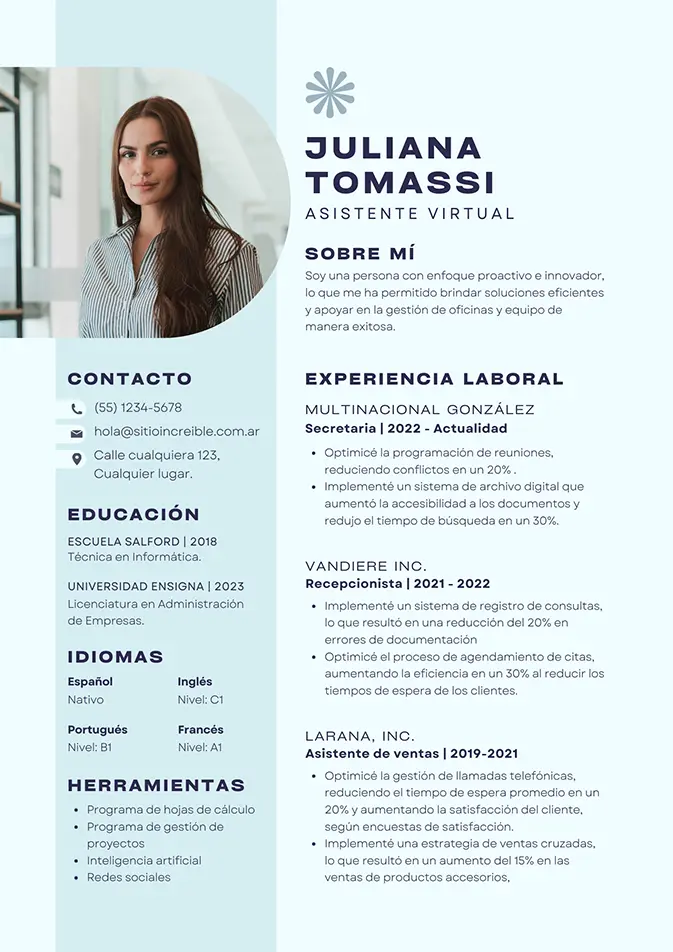 JULIANA
TOMASSI
ASISTENTE VIRTUAL
SOBRE MÍ
Soy una persona con enfoque proactivo e innovador,
lo que me ha permitido brindar soluciones eficientes
y apoyar en la gestión de oficinas y equipo de
manera exitosa.
CONTACTO
(55) 1234-5678
hola@sitioincreible.com.ar
Calle cualquiera 123,
Cualquier lugar.
EDUCACIÓN
ESCUELA SALFORD | 2018
Técnica en Informática.
UNIVERSIDAD ENSIGNA | 2023
Licenciatura en Administración
de Empresas.
IDIOMAS
Español
Nativo
Inglés
Nivel: C1
Portugués
Nivel: B1
Francés
Nivel: A1
HERRAMIENTAS
• Programa de hojas de cálculo
• Programa de gestión de
proyectos
• Inteligencia artificial
• Redes sociales
EXPERIENCIA LABORAL
MULTINACIONAL GONZÁLEZ
Secretaria | 2022 - Actualidad
• Optimicé la programación de reuniones,
reduciendo conflictos en un 20% .
• Implementé un sistema de archivo digital que
aumentó la accesibilidad a los documentos y
redujo el tiempo de búsqueda en un 30%.
VANDIERE INC.
Recepcionista | 2021 - 2022
• Implementé un sistema de registro de consultas,
lo que resultó en una reducción del 20% en
errores de documentación
• Optimicé el proceso de agendamiento de citas,
aumentando la eficiencia en un 30% al reducir los
tiempos de espera de los clientes.
LARANA, INC.
Asistente de ventas | 2019-2021
• Optimicé la gestión de llamadas telefónicas,
reduciendo el tiempo de espera promedio en un
20% y aumentando la satisfacción del cliente,
según encuestas de satisfacción.
• Implementé una estrategia de ventas cruzadas,
lo que resultó en un aumento del 15% en las
ventas de productos accesorios,